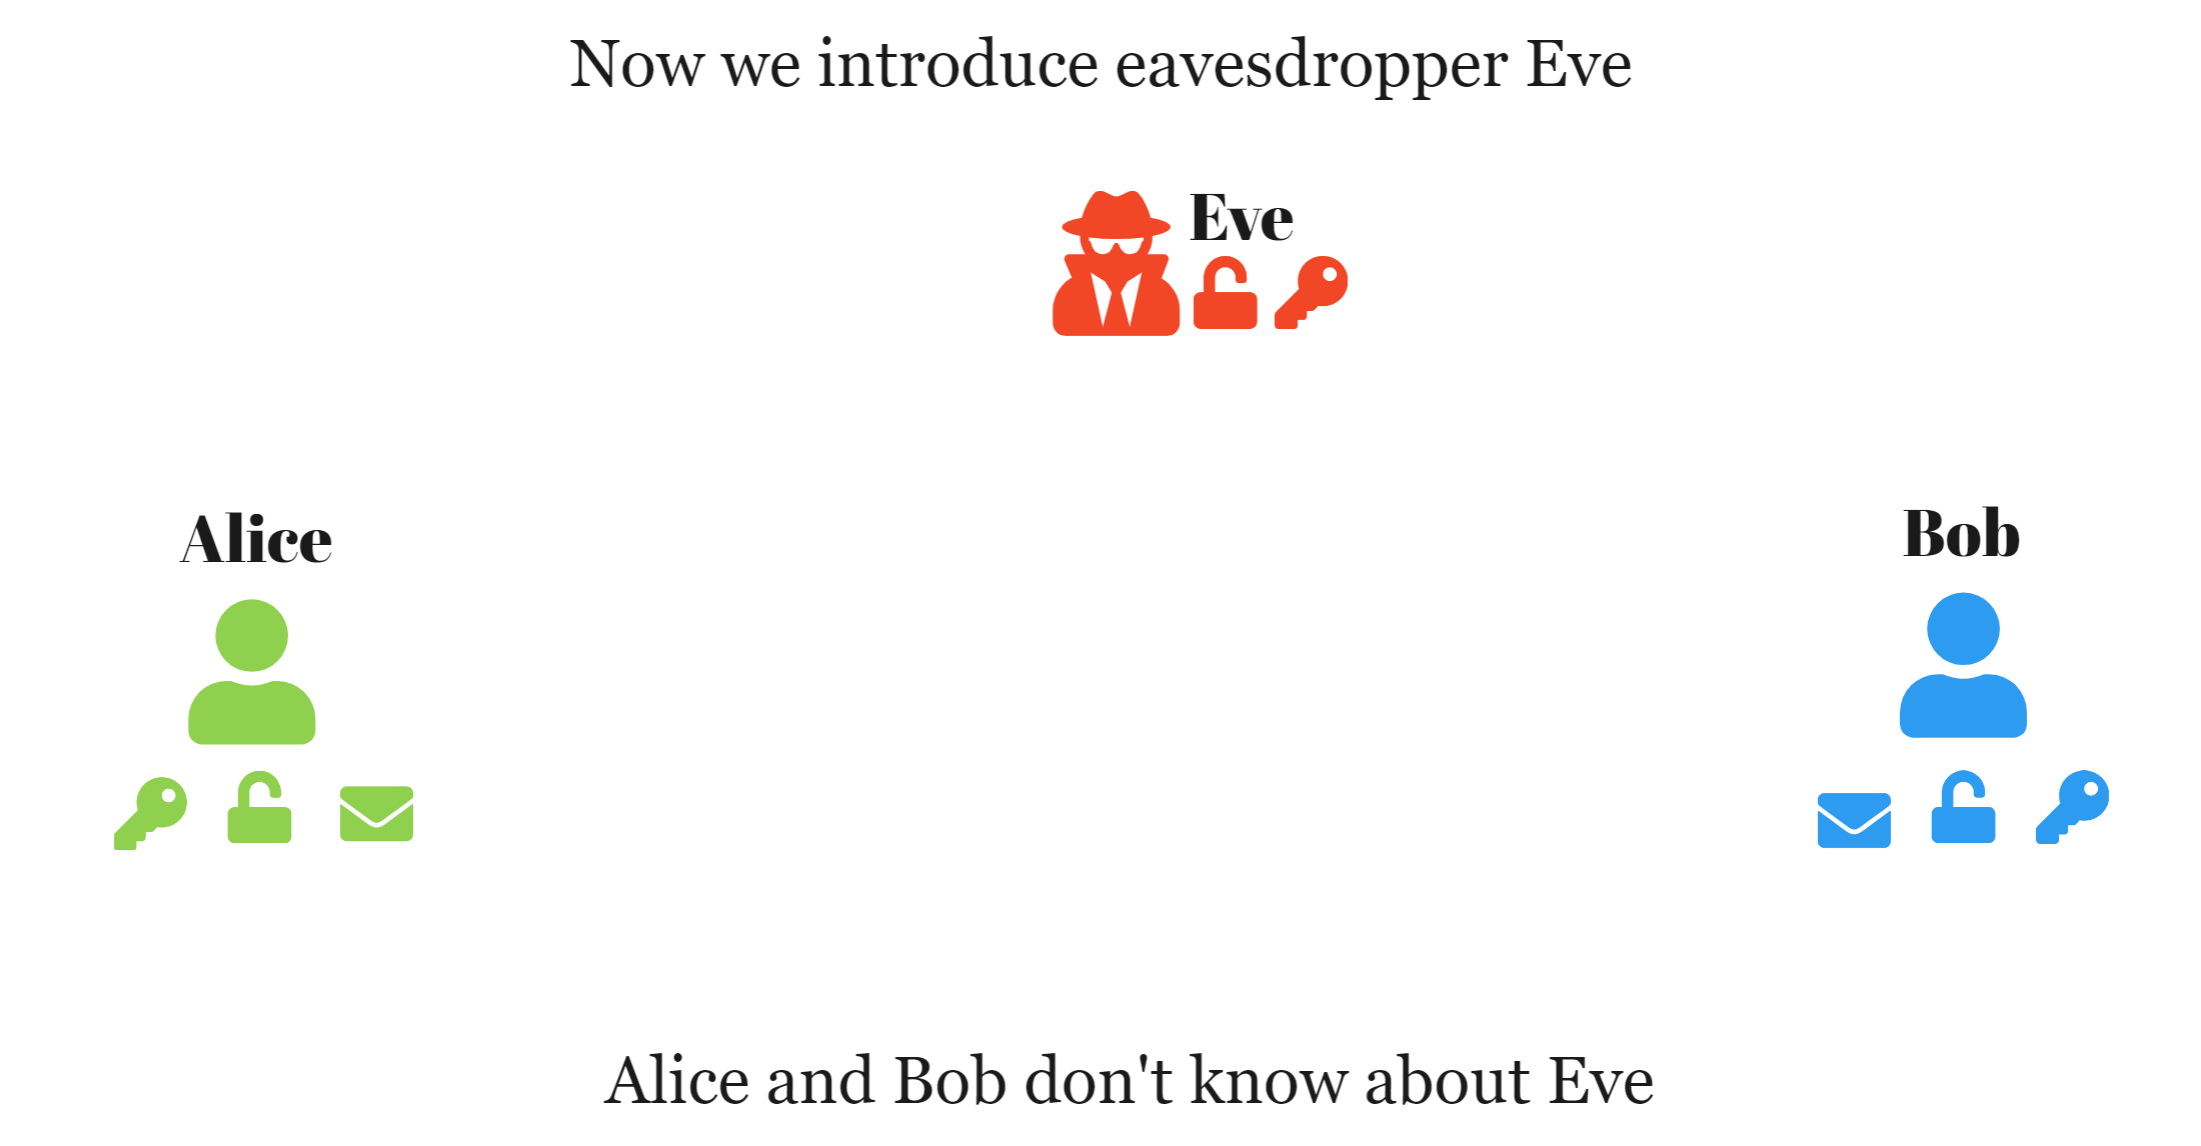 Now we introduce eavesdropper Eve
Eve
Alice
Bob
Alice and Bob don't know about Eve